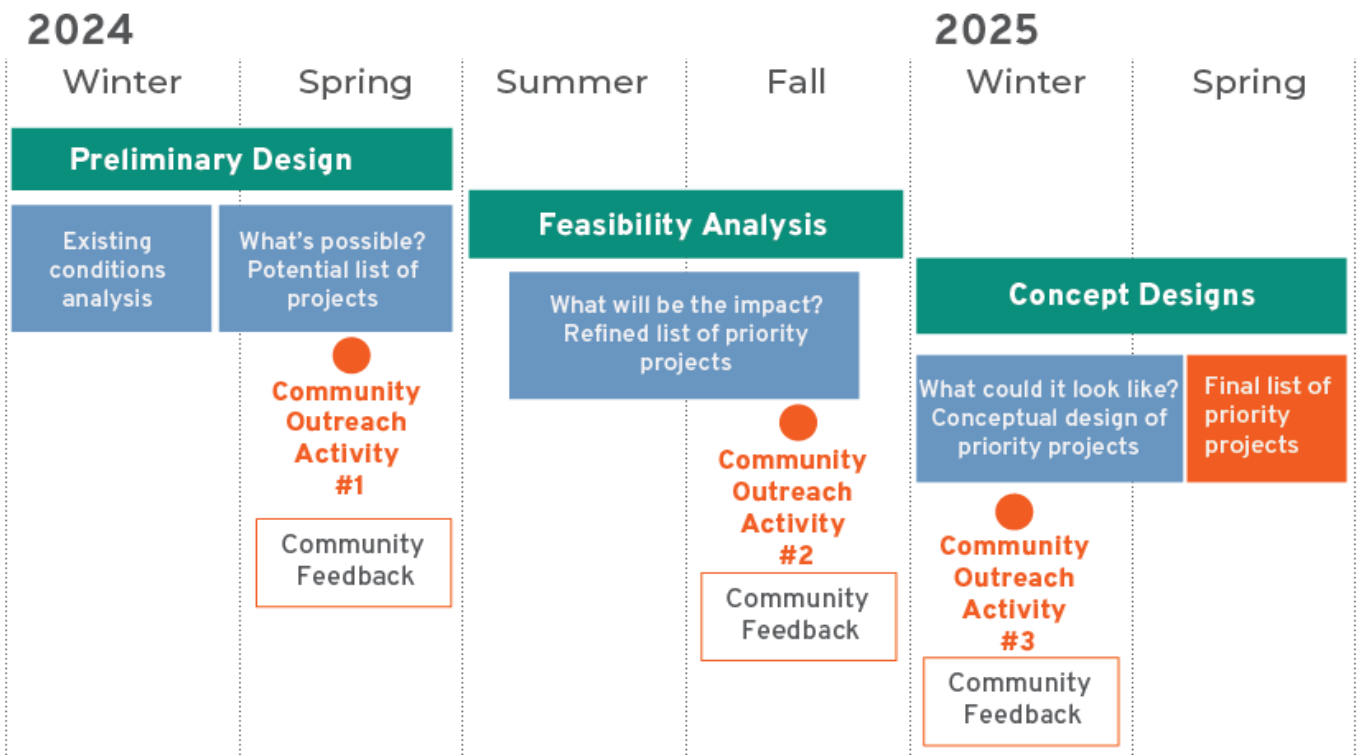 2024
2025
Winter
Spring
Summer
Fall
Winter
Spring
Preliminary Design
Existing
conditions
analysis
What's possible?
Potential list of
projects
Community
Outreach
Activity
#1
Community
Feedback
Feasibility Analysis
What will be the impact?
Refined list of priority
projects
Community
Outreach
Activity
#2
Community
Feedback
Concept Designs
What could it look like?
Conceptual design of
priority projects
Final list of
priority
projects
Community
Outreach
Activity
#3
Community
Feedback